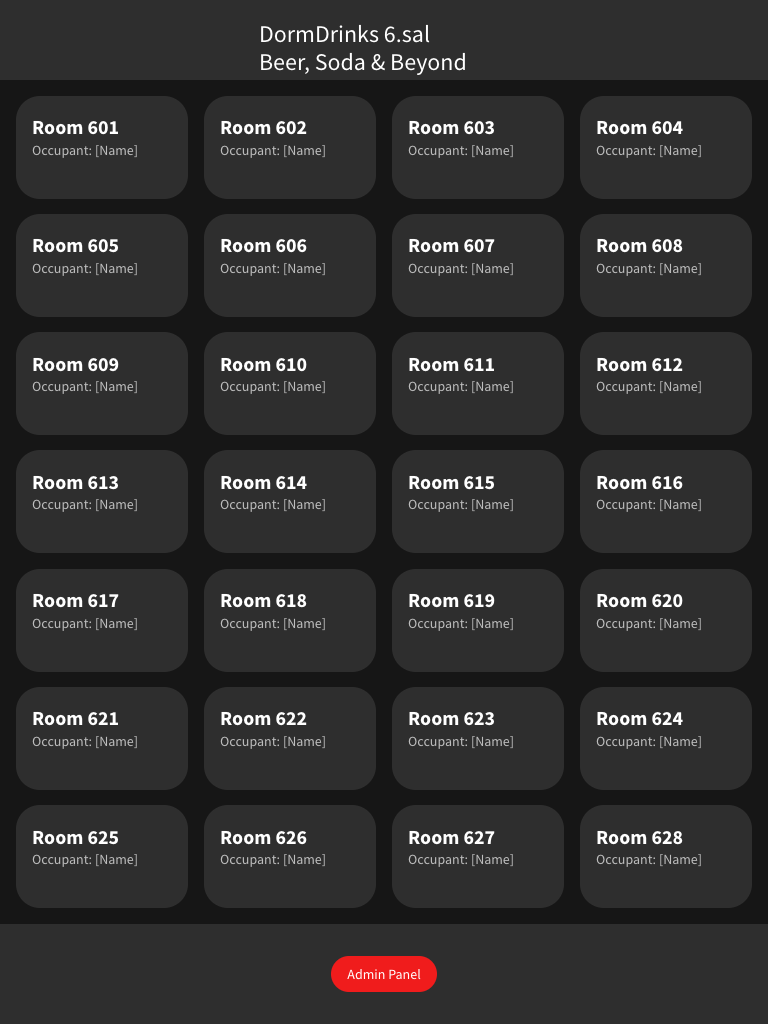 DormDrinks 6.sal
Beer, Soda & Beyond
Room 601
Occupant: [Name]
Room 602
Occupant: [Name]
Room 603
Occupant: [Name]
Room 604
Occupant: [Name]
Room 605
Occupant: [Name]
Room 606
Occupant: [Name]
Room 607
Occupant: [Name]
Room 608
Occupant: [Name]
Room 609
Occupant: [Name]
Room 610
Occupant: [Name]
Room 611
Occupant: [Name]
Room 612
Occupant: [Name]
Room 613
Occupant: [Name]
Room 614
Occupant: [Name]
Room 615
Occupant: [Name]
Room 616
Occupant: [Name]
Room 617
Occupant: [Name]
Room 618
Occupant: [Name]
Room 619
Occupant: [Name]
Room 620
Occupant: [Name]
Room 621
Occupant: [Name]
Room 622
Occupant: [Name]
Room 623
Occupant: [Name]
Room 624
Occupant: [Name]
Room 625
Occupant: [Name]
Room 626
Occupant: [Name]
Room 627
Occupant: [Name]
Room 628
Occupant: [Name]
Admin Panel